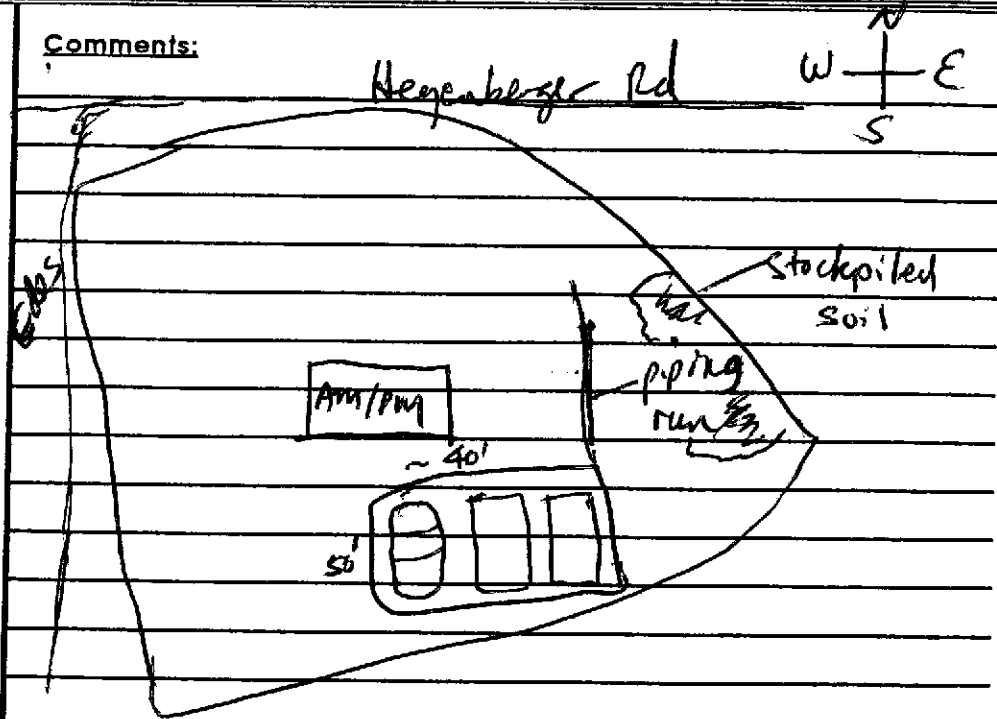 Comments:
N
Hegenberger Rd
W E
S
Stockpiled
Soil
piping
run
Am/pm
~ 40'
50'